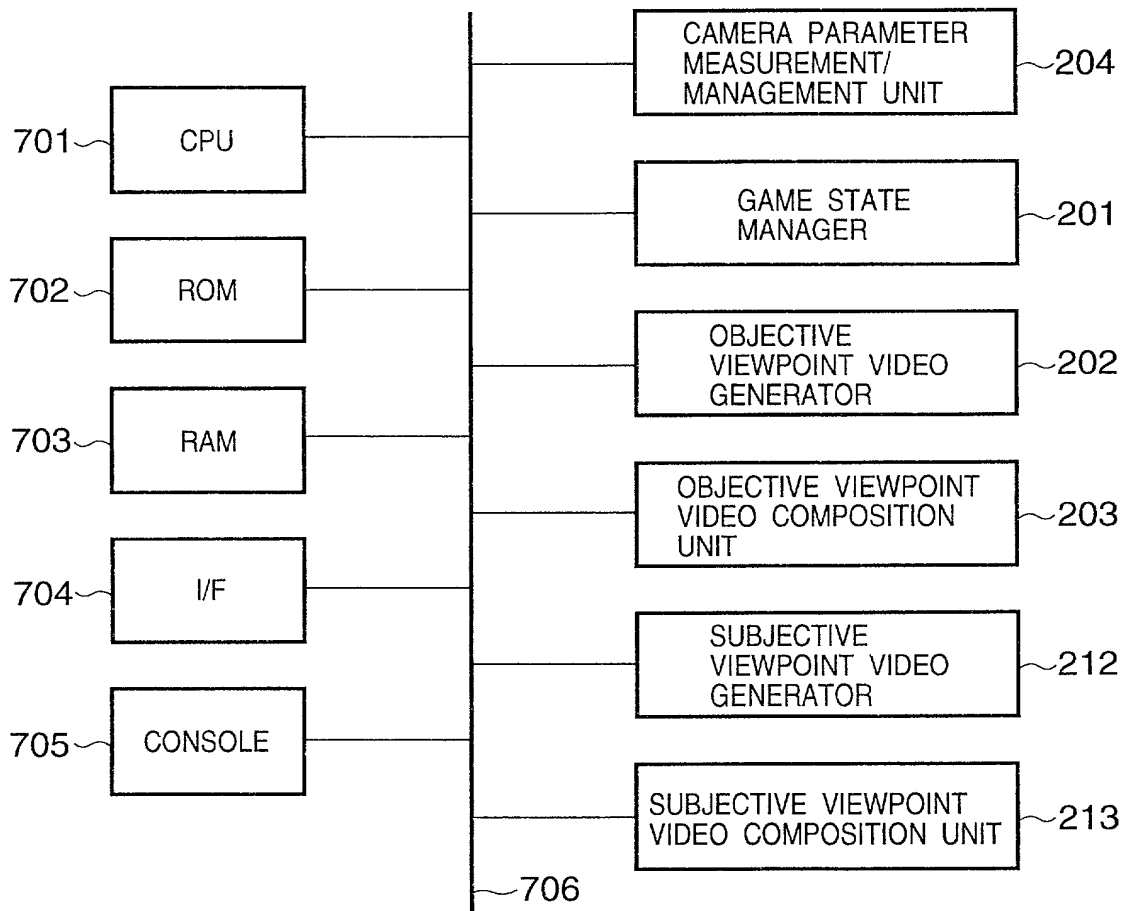 701
CPU
702
ROM
703
RAM
704
I/F
705
CONSOLE
CAMERA PARAMETER
MEASUREMENT/
MANAGEMENT UNIT
204
GAME STATE
MANAGER
201
OBJECTIVE
VIEWPOINT VIDEO
GENERATOR
202
OBJECTIVE VIEWPOINT
VIDEO COMPOSITION
UNIT
203
SUBJECTIVE
VIEWPOINT VIDEO
GENERATOR
212
SUBJECTIVE VIEWPOINT
VIDEO COMPOSITION UNIT
213
706